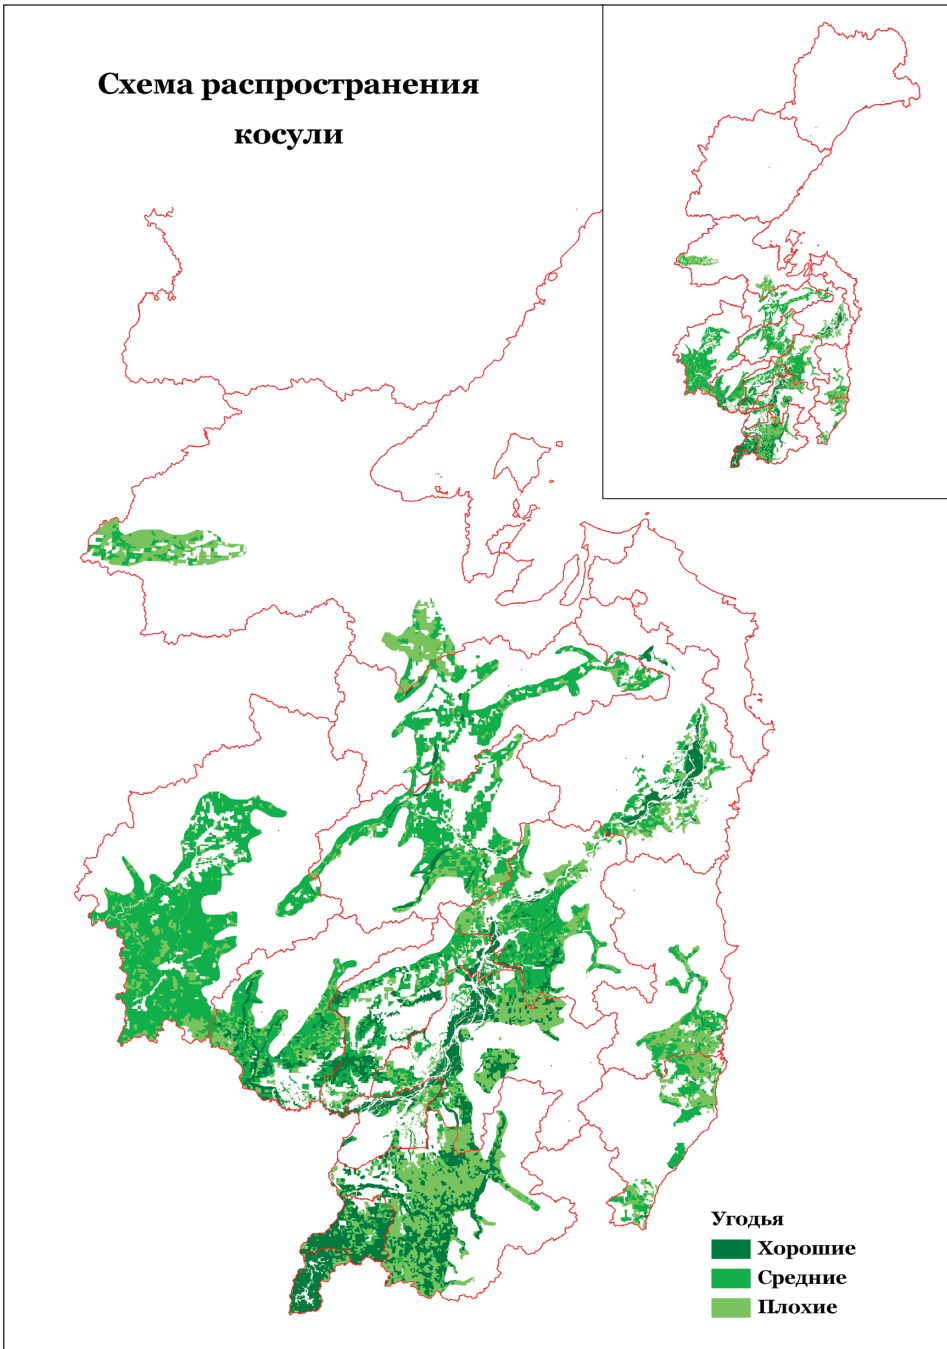 Схема распространения
косули
Угодья
Хорошие
Средние
Плохие